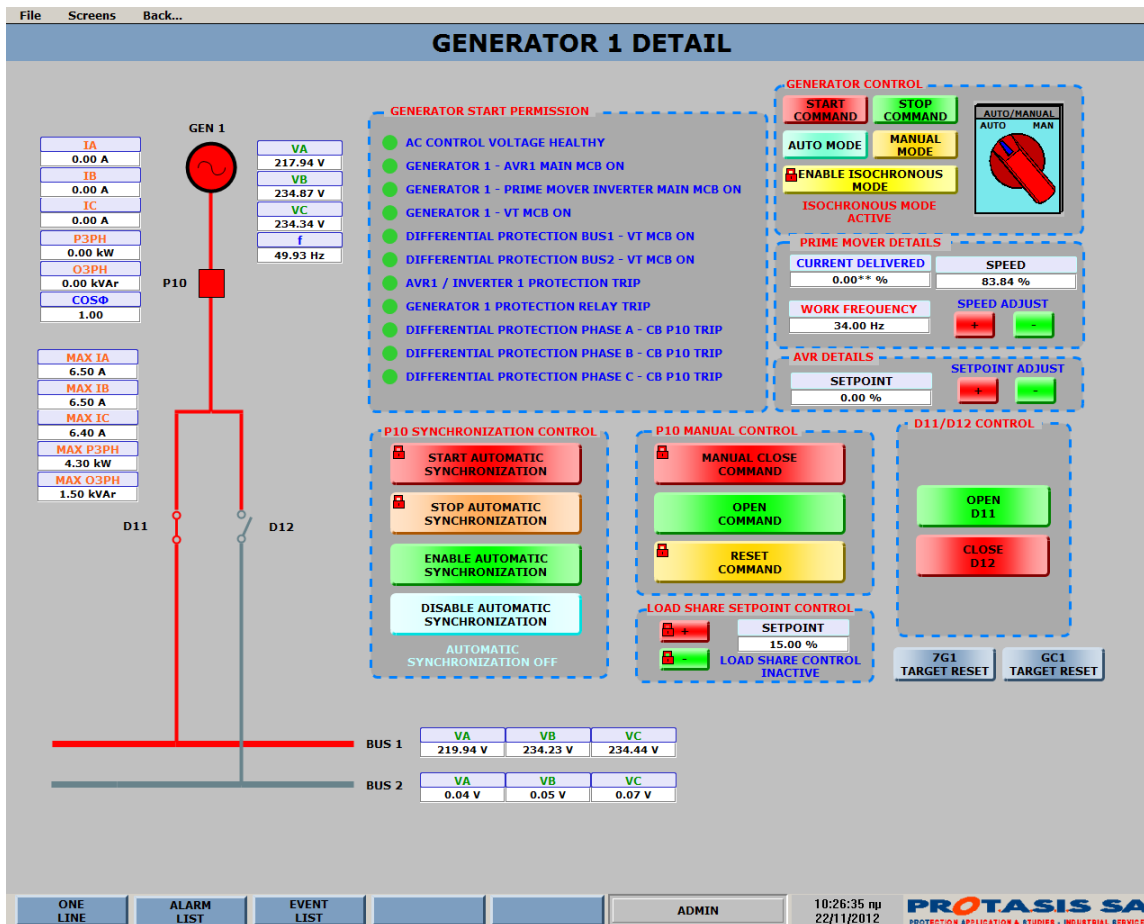 File Screens Back...
GENERATOR 1 DETAIL
GEN 1
IA
0.00 A
IB
0.00 A
IC
0.00 A
P3PH
0.00 kW
O3PH
0.00 kVAr
COSΦ
1.00
VA
217.94 V
VB
234.87 V
VC
234.34 V
f
49.93 Hz
P10
MAX IA
6.50 A
MAX IB
6.50 A
MAX IC
6.40 A
MAX P3PH
4.30 kW
MAX O3PH
1.50 kVAr
D11
D12
GENERATOR START PERMISSION
AC CONTROL VOLTAGE HEALTHY
GENERATOR 1 - AVR1 MAIN MCB ON
GENERATOR 1 - PRIME MOVER INVERTER MAIN MCB ON
GENERATOR 1 - VT MCB ON
DIFFERENTIAL PROTECTION BUS1 - VT MCB ON
DIFFERENTIAL PROTECTION BUS2 - VT MCB ON
AVR1 / INVERTER 1 PROTECTION TRIP
GENERATOR 1 PROTECTION RELAY TRIP
DIFFERENTIAL PROTECTION PHASE A - CB P10 TRIP
DIFFERENTIAL PROTECTION PHASE B - CB P10 TRIP
DIFFERENTIAL PROTECTION PHASE C - CB P10 TRIP
GENERATOR CONTROL
START
COMMAND
STOP
COMMAND
AUTO MODE
MANUAL
MODE
ENABLE ISOCHRONOUS
MODE
ISOCHRONOUS MODE
ACTIVE
AUTO/MANUAL
AUTO MAN
PRIME MOVER DETAILS
CURRENT DELIVERED
0.00** %
SPEED
83.84 %
WORK FREQUENCY
34.00 Hz
SPEED ADJUST
+ -
AVR DETAILS
SETPOINT
0.00 %
SETPOINT ADJUST
+ -
P10 SYNCHRONIZATION CONTROL
START AUTOMATIC
SYNCHRONIZATION
STOP AUTOMATIC
SYNCHRONIZATION
ENABLE AUTOMATIC
SYNCHRONIZATION
DISABLE AUTOMATIC
SYNCHRONIZATION
AUTOMATIC
SYNCHRONIZATION OFF
P10 MANUAL CONTROL
MANUAL CLOSE
COMMAND
OPEN
COMMAND
RESET
COMMAND
LOAD SHARE SETPOINT CONTROL
+
-
SETPOINT
15.00 %
LOAD SHARE CONTROL
INACTIVE
D11/D12 CONTROL
OPEN
D11
CLOSE
D12
7G1
TARGET RESET
GC1
TARGET RESET
BUS 1
VA VB VC
219.94 V 234.23 V 234.44 V
BUS 2
VA VB VC
0.04 V 0.05 V 0.07 V
ONE
LINE
ALARM
LIST
EVENT
LIST
ADMIN
10:26:35 πμ
22/11/2012
PROTASIS SA
PROTECTION APPLICATION & STUDIES - INDUSTRIAL SERVICE